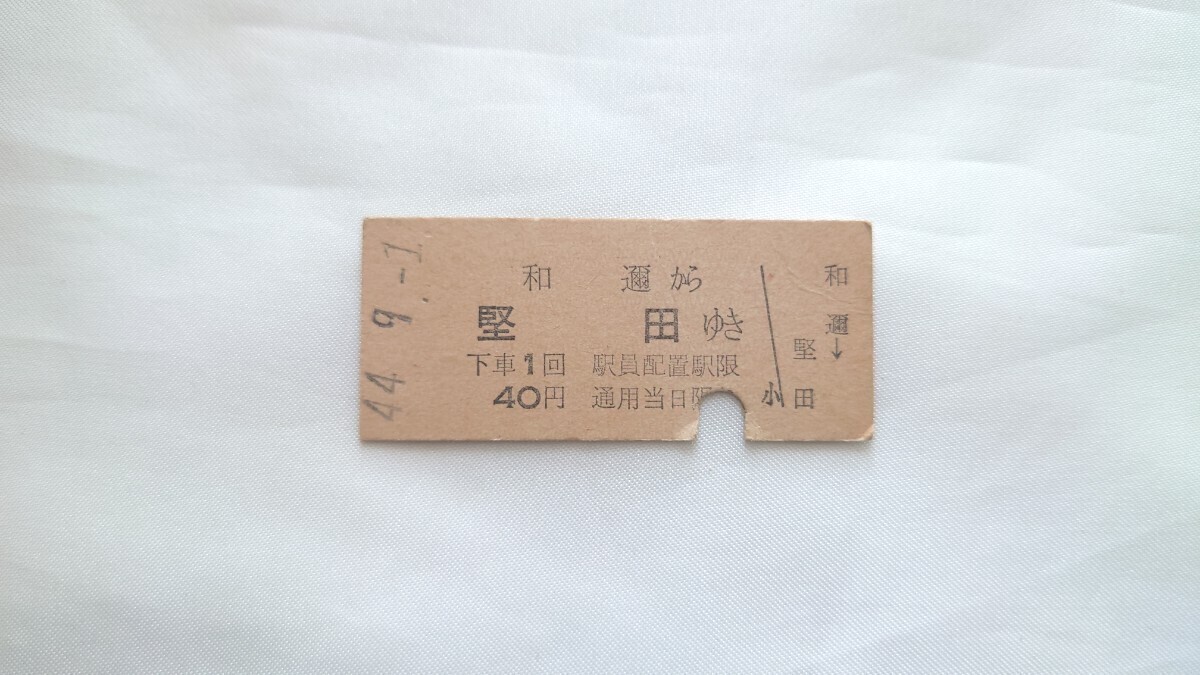 44.9.-1
和邇から
堅田ゆき
下車1回 駅員配置駅限
40円 通用当日限
小
和邇→
堅田